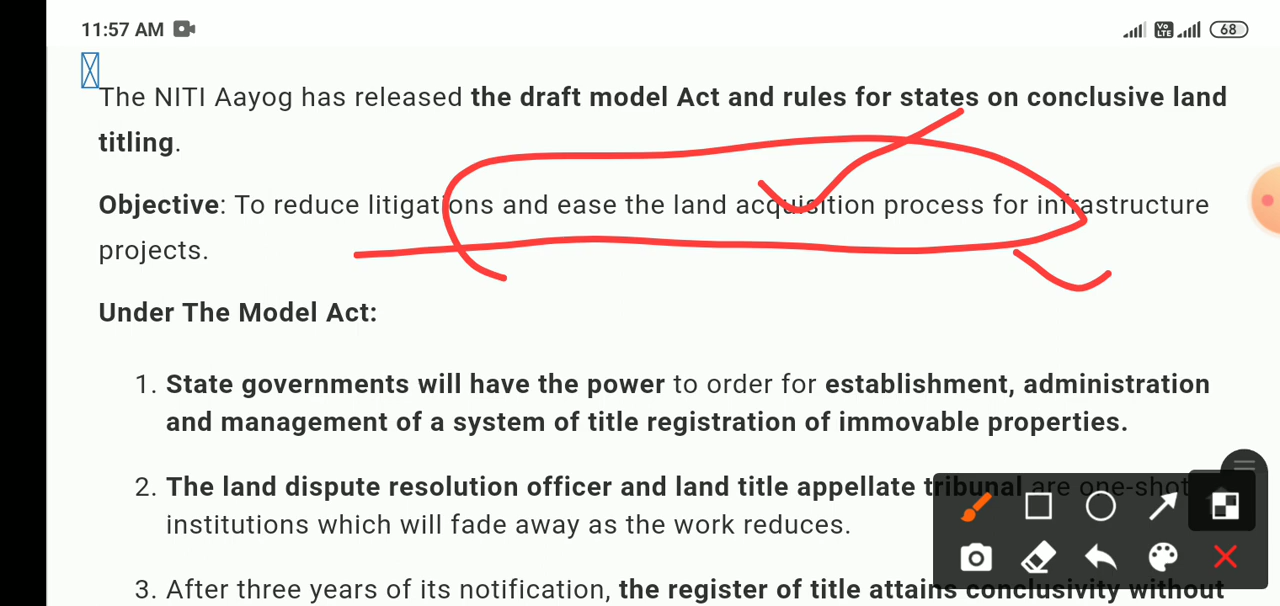 11:57 AM
Vo LTE
68
The NITI Aayog has released the draft model Act and rules for states on conclusive land
titling.
Objective: To reduce litigations and ease the land acquisition process for infrastructure
projects.
Under The Model Act:
1. State governments will have the power to order for establishment, administration
and management of a system of title registration of immovable properties.
2. The land dispute resolution officer and land title appellate tribunal are one-shot
institutions which will fade away as the work reduces.
3. After three years of its notification, the register of title attains conclusivity without